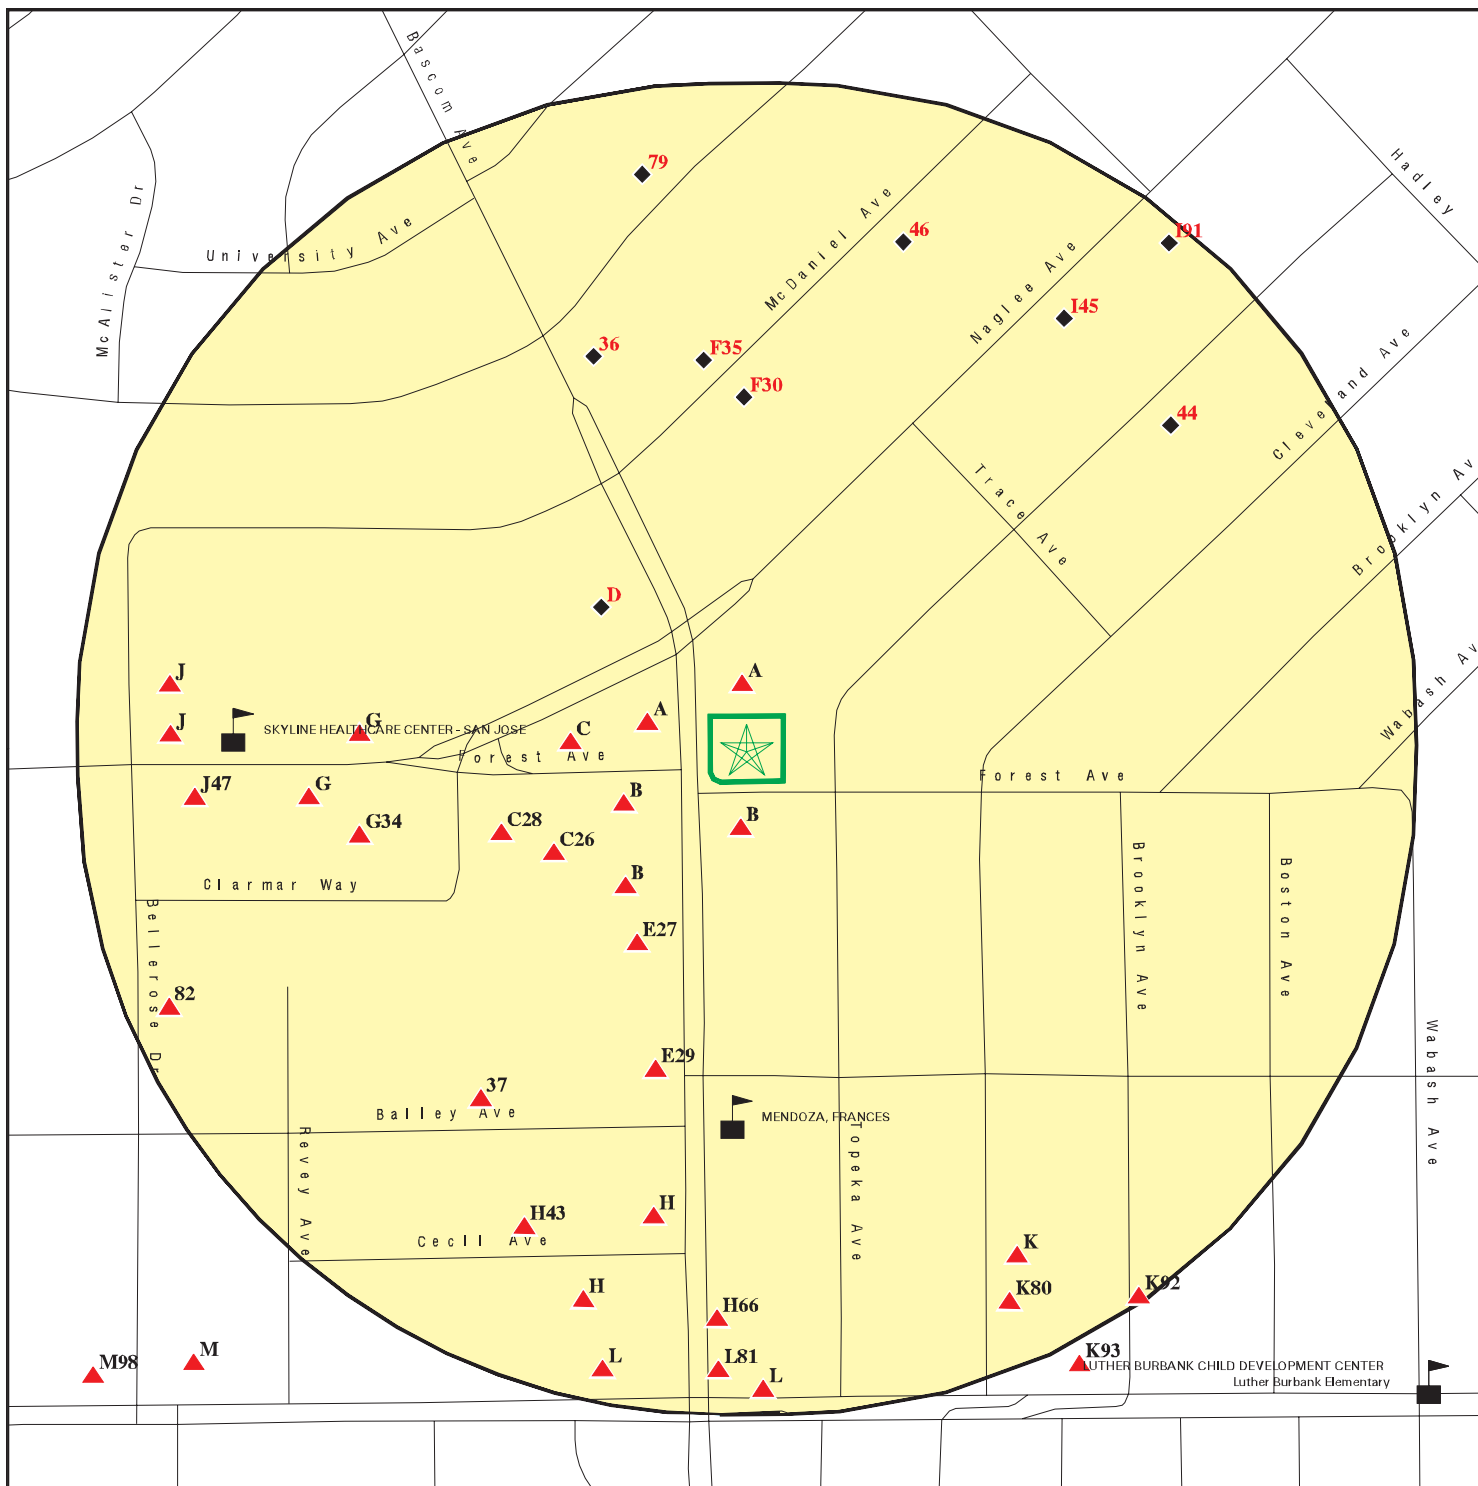 Bascom Ave
Hadley
79
McAlister Dr
University Ave
McDaniel Ave
46
I91
Naglee Ave
I45
36
F35
F30
Cleveland Ave
44
Trace Ave
Brooklyn Av
D
J
A
Wabash Av
J
SKYLINE HEALTHCARE CENTER - SAN JOSE
G
C
A
Forest Ave
Forest Ave
J47
G
B
G34
C28
C26
B
Clarmar Way
B
Bellerose Dr
Brooklyn Ave
Boston Ave
E27
82
Wabash Ave
E29
37
Balley Ave
MENDOZA, FRANCES
Revey Ave
Topeka Ave
H43
H
Cecil Ave
K
H
K80
K92
H66
M98
M
L
L81
L
K93
LUTHER BURBANK CHILD DEVELOPMENT CENTER
Luther Burbank Elementary